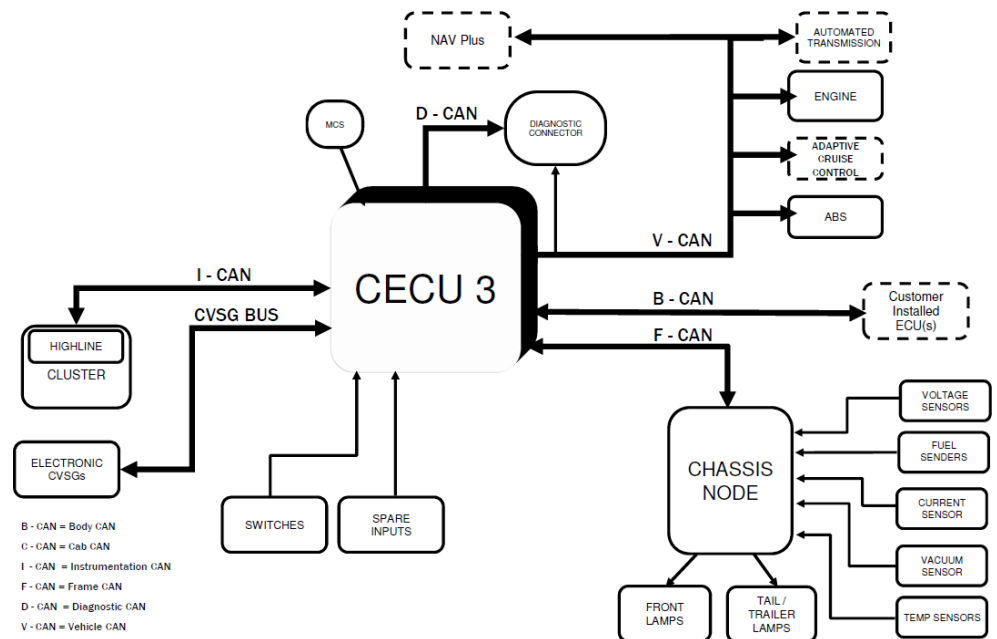 NAV Plus
AUTOMATED
TRANSMISSION
ENGINE
MCS
D - CAN
DIAGNOSTIC
CONNECTOR
ADAPTIVE
CRUISE
CONTROL
ABS
V - CAN
I - CAN
CECU 3
B - CAN
Customer
Installed
ECU(s)
CVSG BUS
F - CAN
HIGHLINE
CLUSTER
VOLTAGE
SENSORS
FUEL
SENDERS
ELECTRONIC
CVSGs
CHASSIS
NODE
CURRENT
SENSOR
SWITCHES
SPARE
INPUTS
VACUUM
SENSOR
FRONT
LAMPS
TAIL /
TRAILER
LAMPS
TEMP SENSORS
B - CAN = Body CAN
C - CAN = Cab CAN
I - CAN = Instrumentation CAN
F - CAN = Frame CAN
D - CAN = Diagnostic CAN
V - CAN = Vehicle CAN